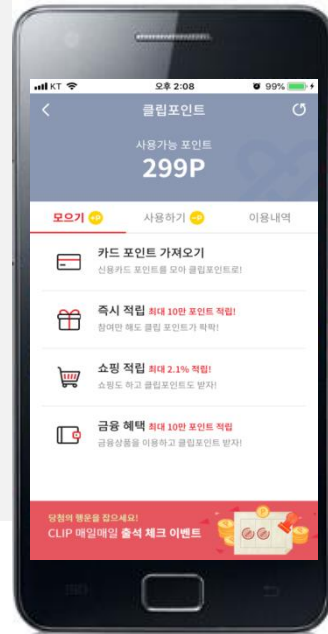 KT 오후 2:08 99%
클립포인트
사용가능 포인트
299P
모으기 +P 사용하기 -P 이용내역
카드 포인트 가져오기
신용카드 포인트를 모아 클립포인트로!
즉시 적립 최대 10만 포인트 적립!
참여만 해도 클립 포인트가 팍팍!
쇼핑 적립 최대 2.1% 적립!
쇼핑도 하고 클립포인트도 받자!
금융 혜택 최대 10만 포인트 적립
금융상품을 이용하고 클립포인트 받자!
당첨의 행운을 잡으세요!
CLIP 매일매일 출석 체크 이벤트